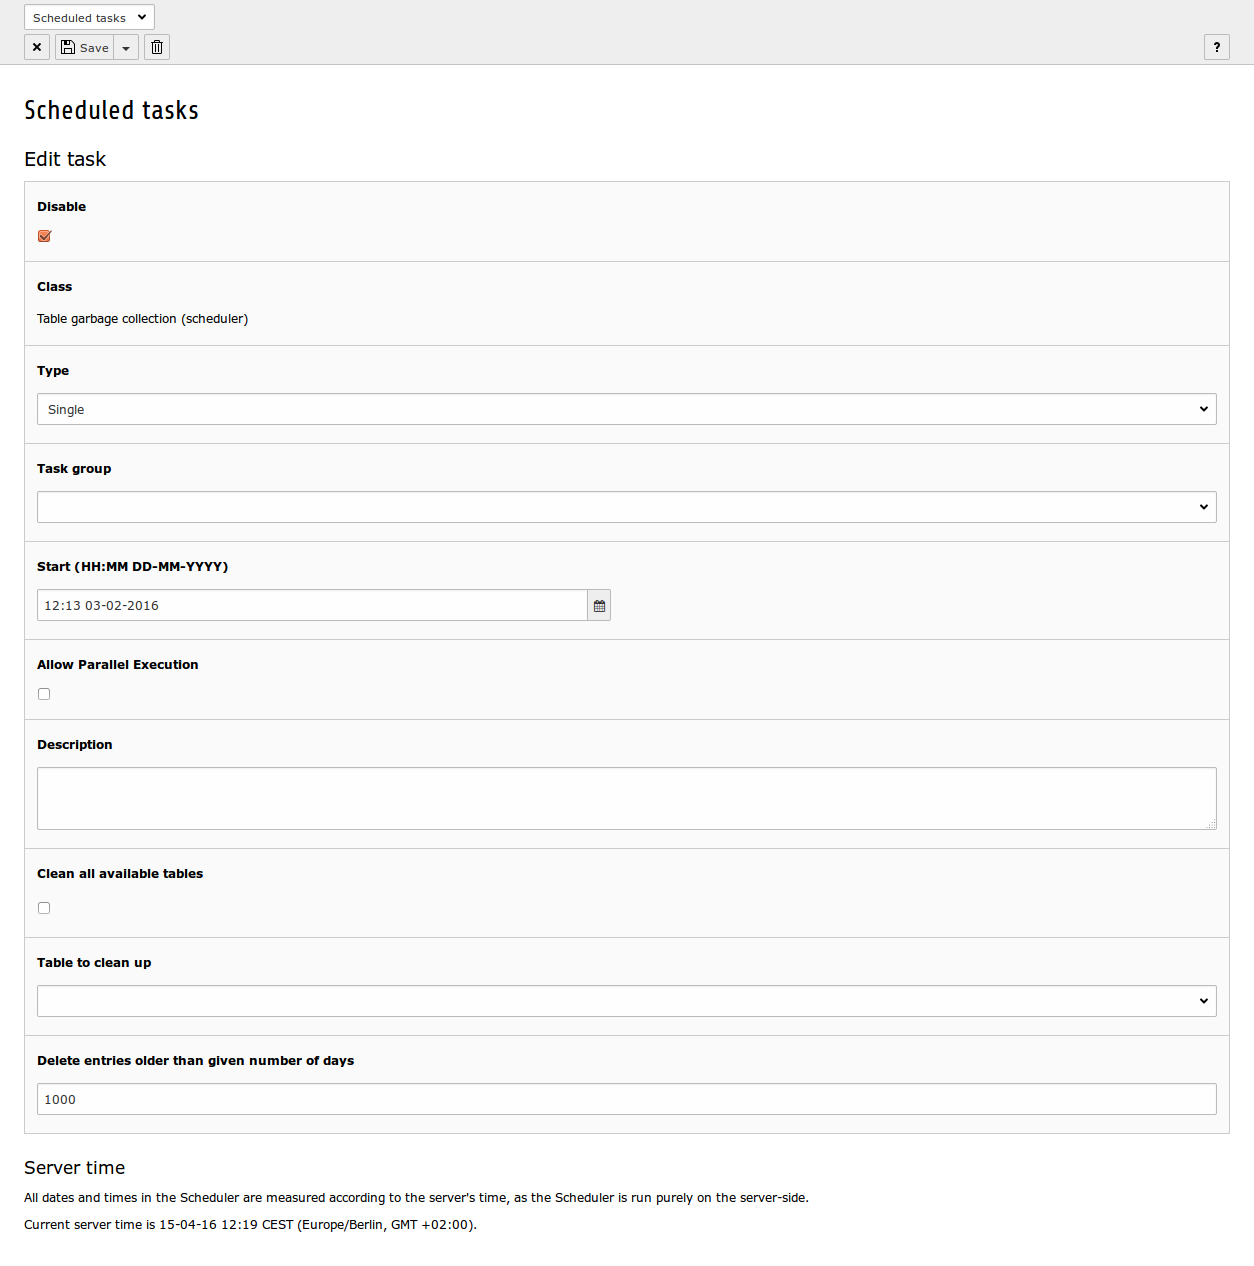 Scheduled tasks
Save
?
Scheduled tasks
Edit task
Disable
Class
Table garbage collection (scheduler)
Type
Single
Task group
Start (HH:MM DD-MM-YYYY)
12:13 03-02-2016
Allow Parallel Execution
Description
Clean all available tables
Table to clean up
Delete entries older than given number of days
1000
Server time
All dates and times in the Scheduler are measured according to the server's time, as the Scheduler is run purely on the server-side.
Current server time is 15-04-16 12:19 CEST (Europe/Berlin, GMT +02:00).